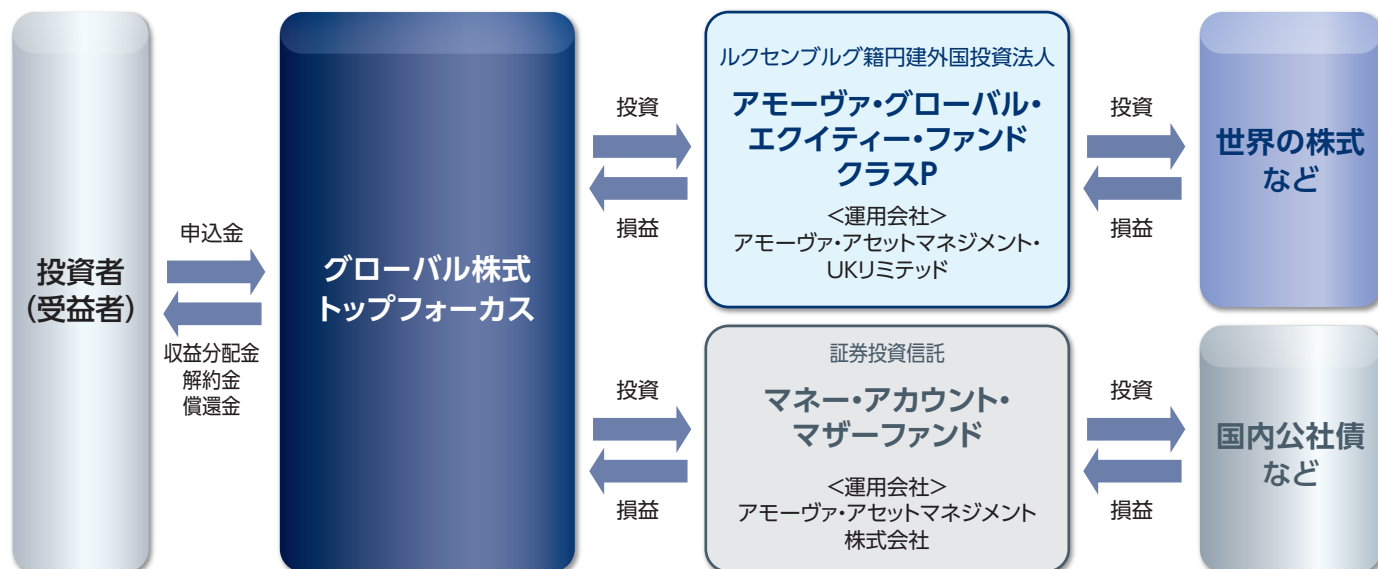 投資者
(受益者)
申込金
収益分配金
解約金
償還金
グローバル株式
トップフォーカス
投資
損益
ルクセンブルグ籍円建外国投資法人
アモーヴァ・グローバル・
エクイティー・ファンド
クラスP
<運用会社>
アモーヴァ・アセットマネジメント・
UKリミテッド
投資
損益
世界の株式
など
投資
損益
証券投資信託
マネー・アカウント・
マザーファンド
<運用会社>
アモーヴァ・アセットマネジメント
株式会社
投資
損益
国内公社債
など